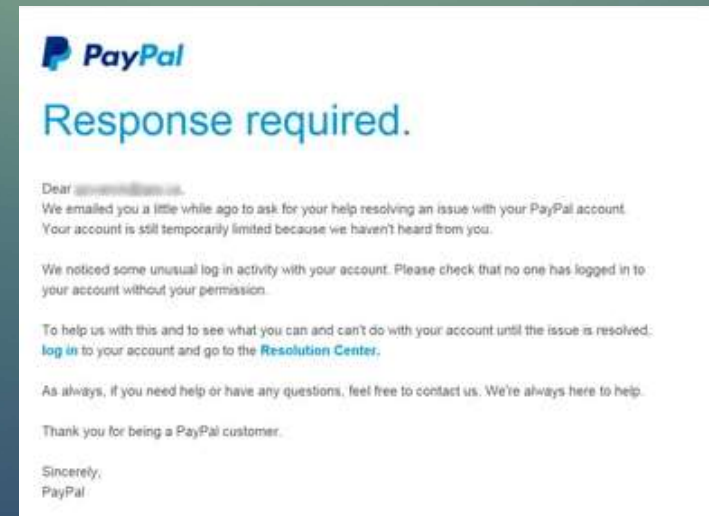 PayPal
Response required.
Dear
We emailed you a little while ago to ask for your help resolving an issue with your PayPal account.
Your account is still temporarily limited because we haven't heard from you.
We noticed some unusual log in activity with your account. Please check that no one has logged in to
your account without your permission.
To help us with this and to see what you can and can't do with your account until the issue is resolved,
log in to your account and go to the Resolution Center.
As always, if you need help or have any questions, feel free to contact us. We're always here to help.
Thank you for being a PayPal customer.
Sincerely,
PayPal